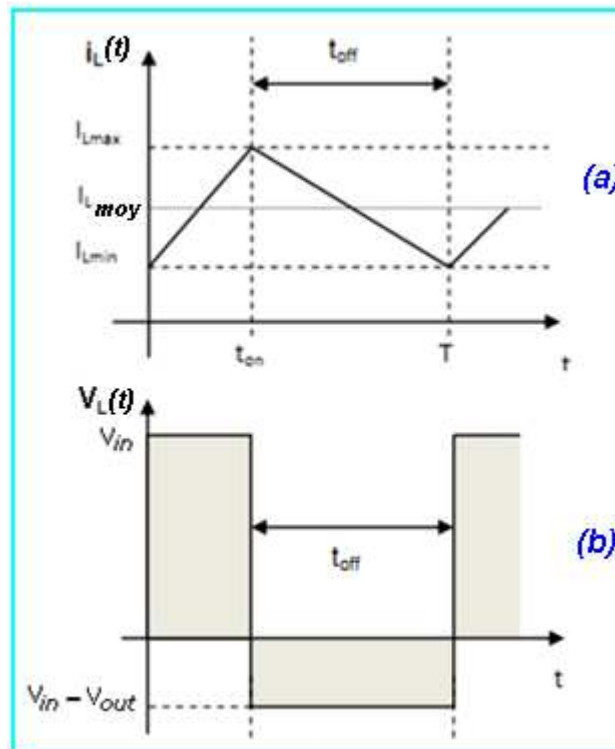 iL(t)
toff
ILmax
(a)
IL moy
ILmin
ton
T
t
VL(t)
Vin
toff
(b)
t
Vin – Vout